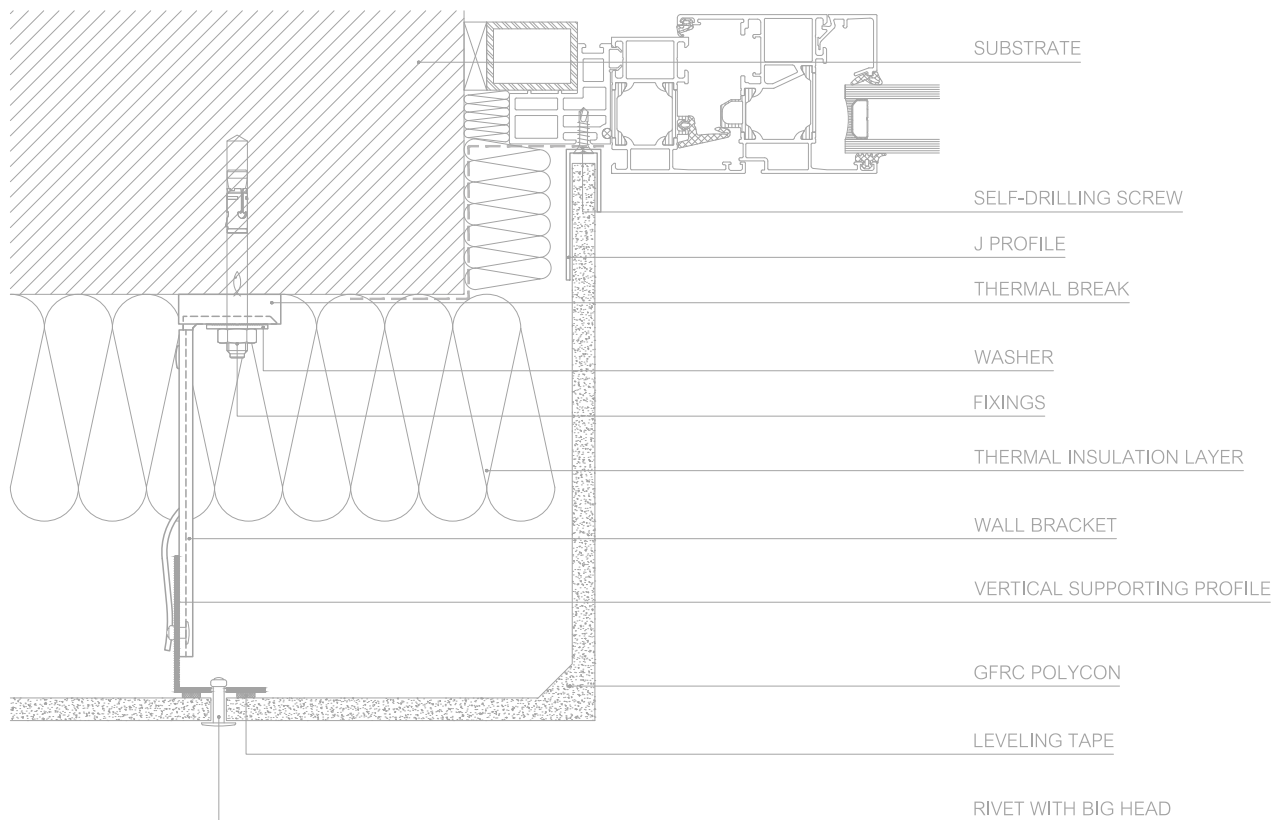 SUBSTRATE
SELF-DRILLING SCREW
J PROFILE
THERMAL BREAK
WASHER
FIXINGS
THERMAL INSULATION LAYER
WALL BRACKET
VERTICAL SUPPORTING PROFILE
GFRC POLYCON
LEVELING TAPE
RIVET WITH BIG HEAD